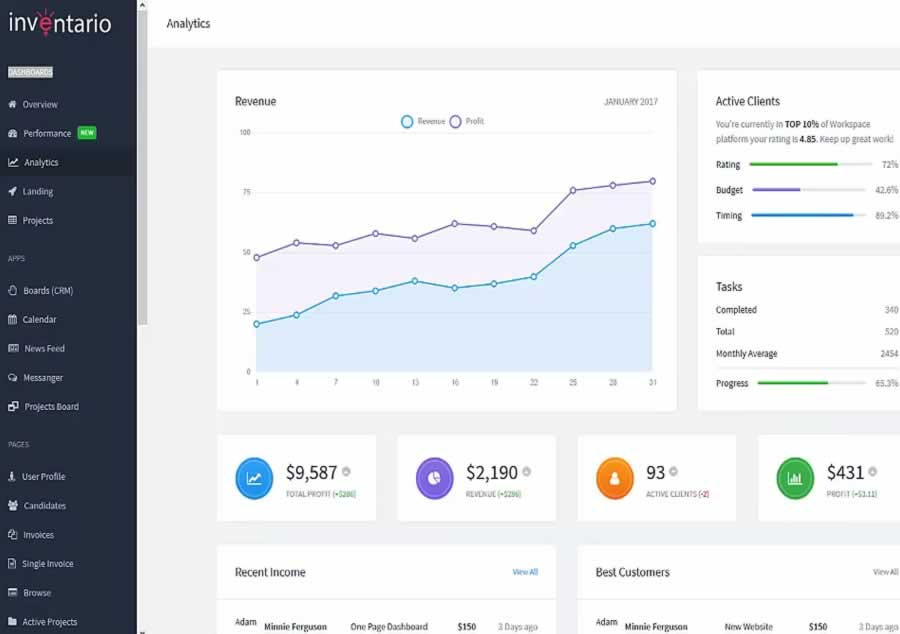 inventario
DASHBOARDS
Overview
Performance NEW
Analytics
Landing
Projects
APPS
Boards (CRM)
Calendar
News Feed
Messanger
Projects Board
PAGES
User Profile
Candidates
Invoices
Single Invoice
Browse
Active Projects
Analytics
Revenue
JANUARY 2017
Revenue Profit
100
75
50
25
0
1 4 7 10 13 16 19 22 25 28 31
Active Clients
You're currently in TOP 10% of Workspace
platform your rating is 4.85. Keep up great work!
Rating 72%
Budget 42.6%
Timing 89.2%
Tasks
Completed 340
Total 520
Monthly Average 2454
Progress 65.3%
$9,587
TOTAL PROFIT (+$286)
$2,190
REVENUE (+$286)
93
ACTIVE CLIENTS (-2)
$431
PROFIT (+$3.11)
Recent Income View All
Adam Minnie Ferguson One Page Dashboard $150 3 Days ago
Best Customers View All
Adam Minnie Ferguson New Website $150 3 Days ago